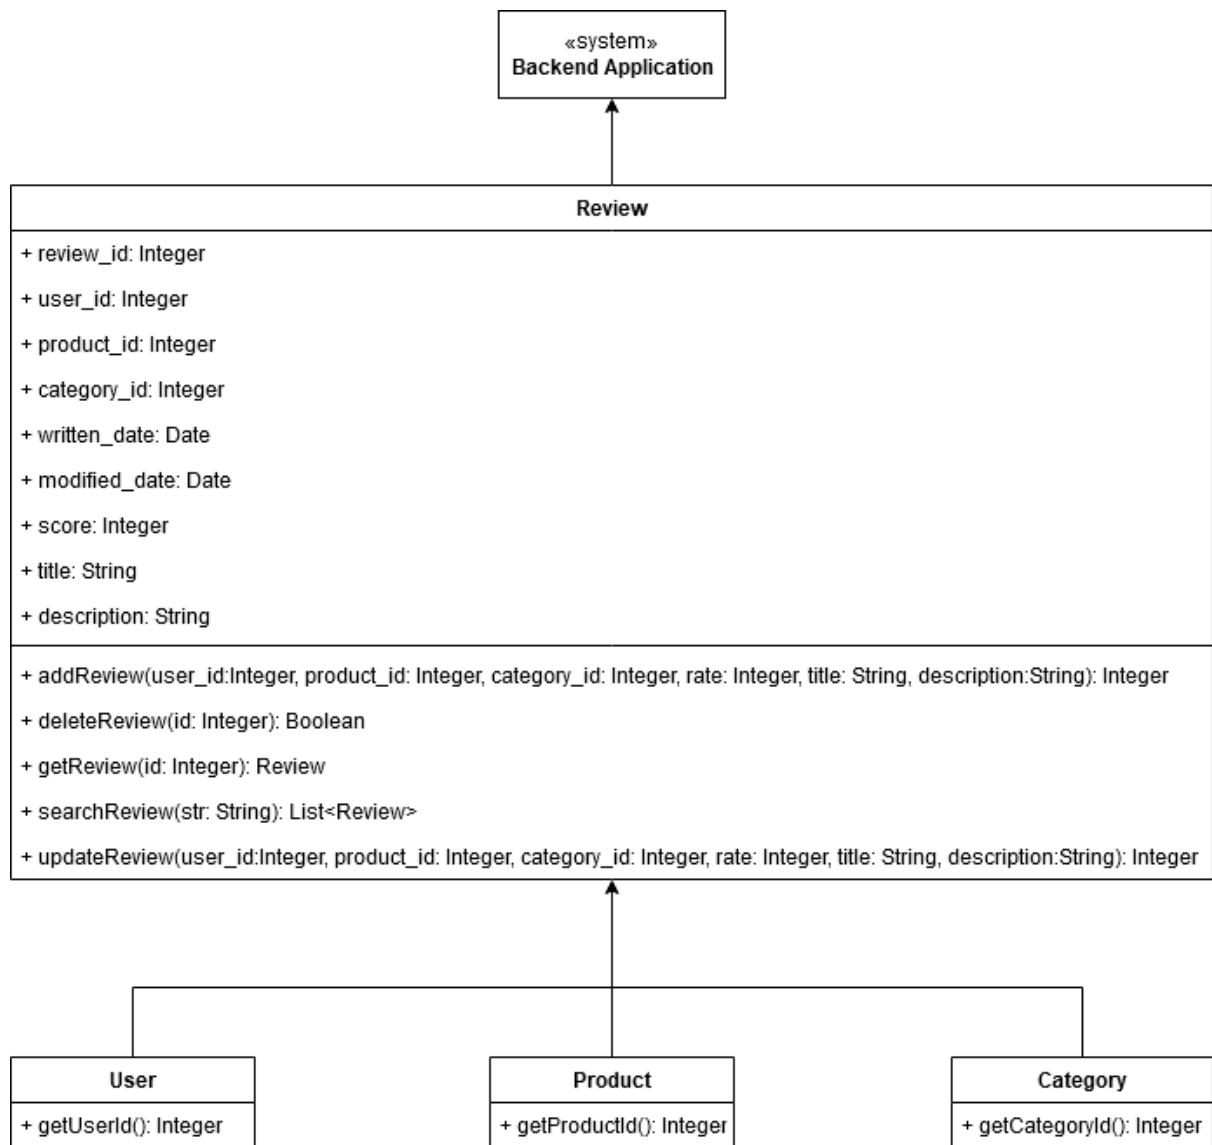 «system»
Backend Application
Review
+ review_id: Integer
+ user_id: Integer
+ product_id: Integer
+ category_id: Integer
+ written_date: Date
+ modified_date: Date
+ score: Integer
+ title: String
+ description: String
+ addReview(user_id:Integer, product_id: Integer, category_id: Integer, rate: Integer, title: String, description:String): Integer
+ deleteReview(id: Integer): Boolean
+ getReview(id: Integer): Review
+ searchReview(str: String): List<Review>
+ updateReview(user_id:Integer, product_id: Integer, category_id: Integer, rate: Integer, title: String, description:String): Integer
User
+ getUserId(): Integer
Product
+ getProductId(): Integer
Category
+ getCategoryId(): Integer